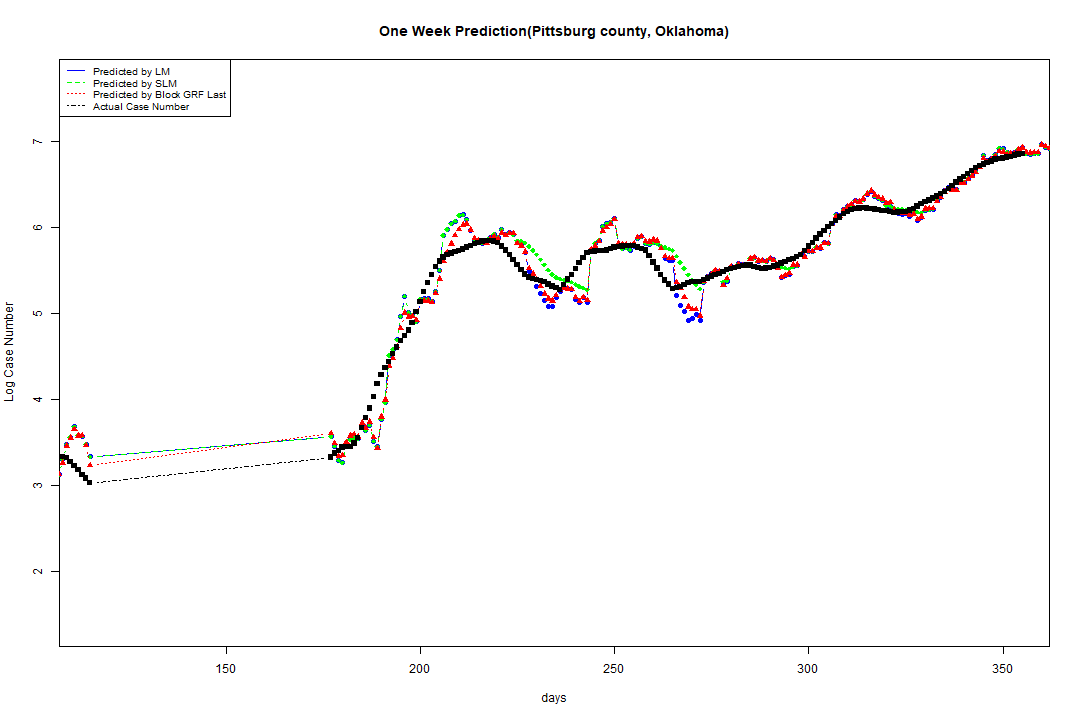 One Week Prediction(Pittsburg county, Oklahoma)
Predicted by LM
Predicted by SLM
Predicted by Block GRF Last
Actual Case Number
7
6
5
4
3
2
Log Case Number
150 200 250 300 350
days